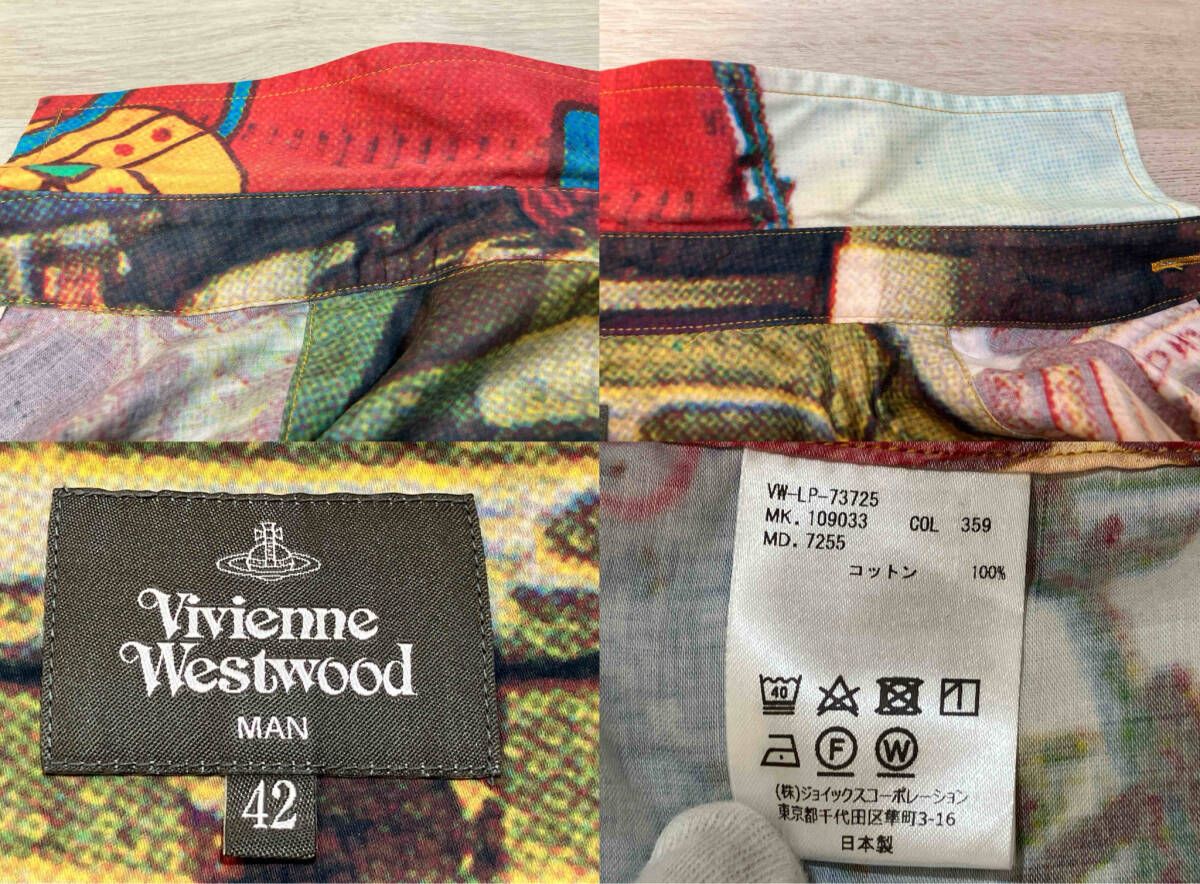 Vivienne
Westwood
MAN
42
VW-LP-73725
MK. 109033 COL 359
MD. 7255
コットン 100%
40
F W
(株)ジョイックスコーポレーション
東京都千代田区隼町3-16
日本製